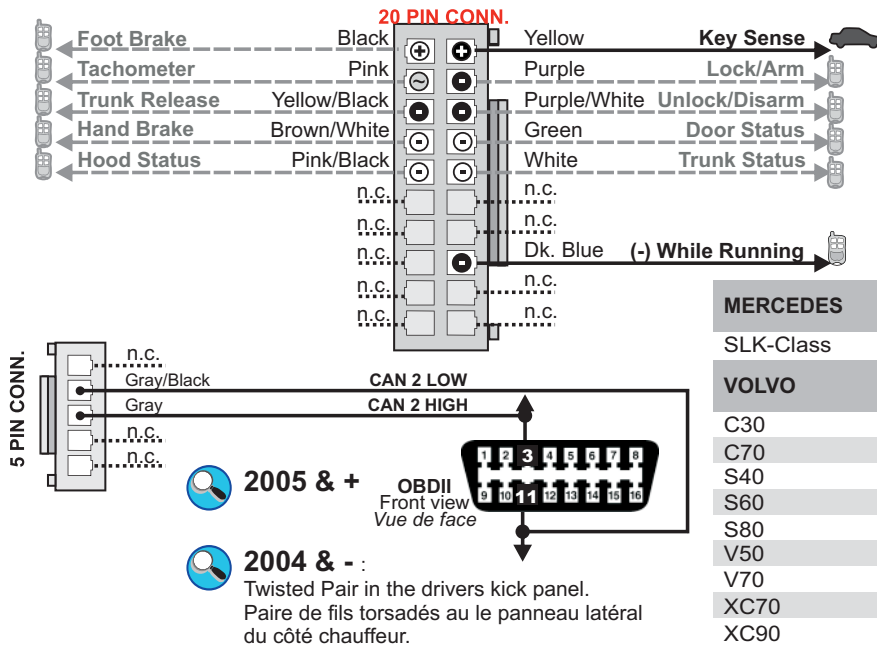 20 PIN CONN.
Foot Brake Black Yellow Key Sense
Tachometer Pink Purple Lock/Arm
Trunk Release Yellow/Black Purple/White Unlock/Disarm
Hand Brake Brown/White Green Door Status
Hood Status Pink/Black White Trunk Status
n.c. n.c.
n.c. n.c.
n.c. Dk. Blue (-) While Running
n.c. n.c.
n.c. n.c.
MERCEDES
SLK-Class
VOLVO
C30
C70
S40
S60
S80
V50
V70
XC70
XC90
5 PIN CONN.
n.c.
Gray/Black CAN 2 LOW
Gray CAN 2 HIGH
n.c.
n.c.
1 2 3 4 5 6 7 8
9 10 11 12 13 14 15 16
2005 & +
OBDII
Front view
Vue de face
2004 & - :
Twisted Pair in the drivers kick panel.
Paire de fils torsadés au le panneau latéral
du côté chauffeur.